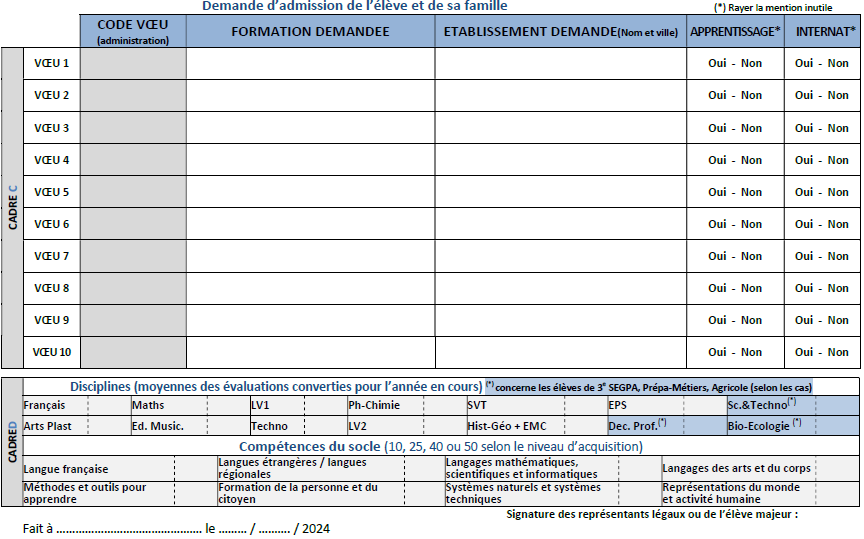 Demande d’admission de l’élève et de sa famille
(*) Rayer la mention inutile
CODE VŒU (administration) FORMATION DEMANDEE ETABLISSEMENT DEMANDE(Nom et ville) APPRENTISSAGE* INTERNAT*
CADRE C
VŒU 1 Oui - Non Oui - Non
VŒU 2 Oui - Non Oui - Non
VŒU 3 Oui - Non Oui - Non
VŒU 4 Oui - Non Oui - Non
VŒU 5 Oui - Non Oui - Non
VŒU 6 Oui - Non Oui - Non
VŒU 7 Oui - Non Oui - Non
VŒU 8 Oui - Non Oui - Non
VŒU 9 Oui - Non Oui - Non
VŒU 10 Oui - Non Oui - Non
CADRED
Disciplines (moyennes des évaluations converties pour l’année en cours) (*) concerne les élèves de 3e SEGPA, Prépa-Métiers, Agricole (selon les cas)
Français Maths LV1 Ph-Chimie SVT EPS Sc.&Techno(*)
Arts Plast Ed. Music. Techno LV2 Hist-Géo + EMC Dec. Prof.(*) Bio-Ecologie (*)
Compétences du socle (10, 25, 40 ou 50 selon le niveau d’acquisition)
Langue française
Langues étrangères / langues
régionales
Langages mathématiques,
scientifiques et informatiques
Langages des arts et du corps
Méthodes et outils pour
apprendre
Formation de la personne et du
citoyen
Systèmes naturels et systèmes
techniques
Représentations du monde
et activité humaine
Signature des représentants légaux ou de l’élève majeur :
Fait à ............................................. le ......... / .......... / 2024